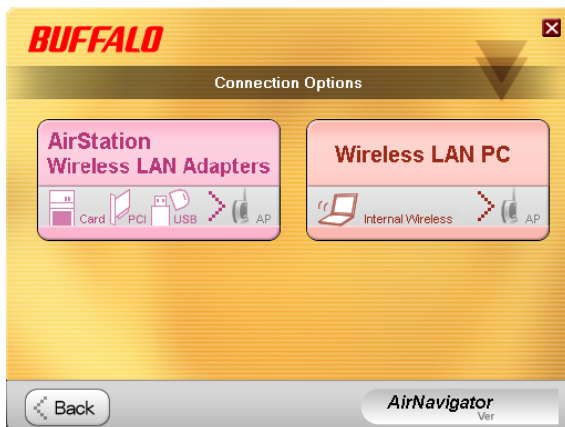 BUFFALO
Connection Options
AirStation
Wireless LAN Adapters
Card PCI USB AP
Wireless LAN PC
Internal Wireless AP
Back
AirNavigator
Ver